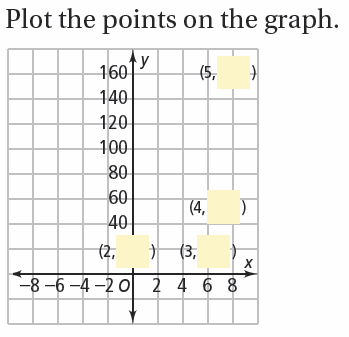 Plot the points on the graph.
y
160
(5, )
140
120
100
80
60
(4, )
40
(2, ) (3, )
x
-8 -6 -4 -2 O 2 4 6 8